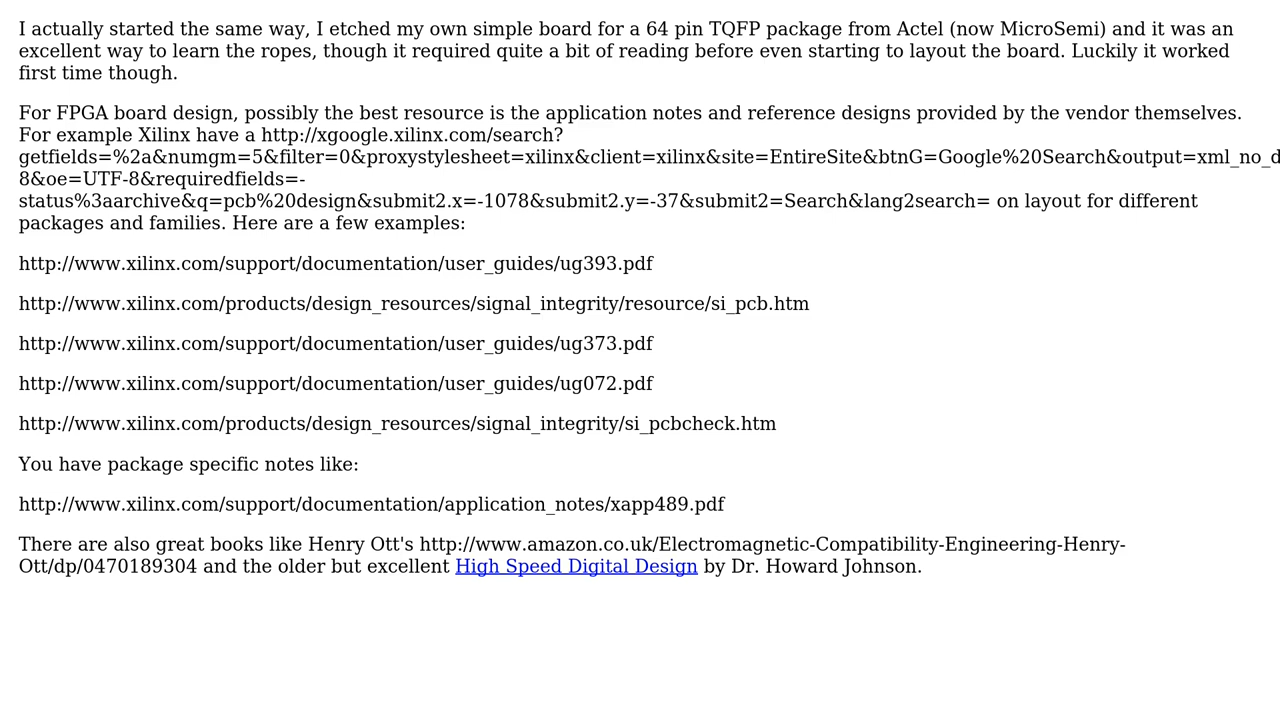 I actually started the same way, I etched my own simple board for a 64 pin TQFP package from Actel (now MicroSemi) and it was an
excellent way to learn the ropes, though it required quite a bit of reading before even starting to layout the board. Luckily it worked
first time though.
For FPGA board design, possibly the best resource is the application notes and reference designs provided by the vendor themselves.
For example Xilinx have a http://xgoogle.xilinx.com/search?
getfields=%2a&numgm=5&filter=0&proxystylesheet=xilinx&client=xilinx&site=EntireSite&btnG=Google%20Search&output=xml_no_d
8&oe=UTF-8&requiredfields=-
status%3aarchive&q=pcb%20design&submit2.x=-1078&submit2.y=-37&submit2=Search&lang2search= on layout for different
packages and families. Here are a few examples:
http://www.xilinx.com/support/documentation/user_guides/ug393.pdf
http://www.xilinx.com/products/design_resources/signal_integrity/resource/si_pcb.htm
http://www.xilinx.com/support/documentation/user_guides/ug373.pdf
http://www.xilinx.com/support/documentation/user_guides/ug072.pdf
http://www.xilinx.com/products/design_resources/signal_integrity/si_pcbcheck.htm
You have package specific notes like:
http://www.xilinx.com/support/documentation/application_notes/xapp489.pdf
There are also great books like Henry Ott's http://www.amazon.co.uk/Electromagnetic-Compatibility-Engineering-Henry-
Ott/dp/0470189304 and the older but excellent High Speed Digital Design by Dr. Howard Johnson.